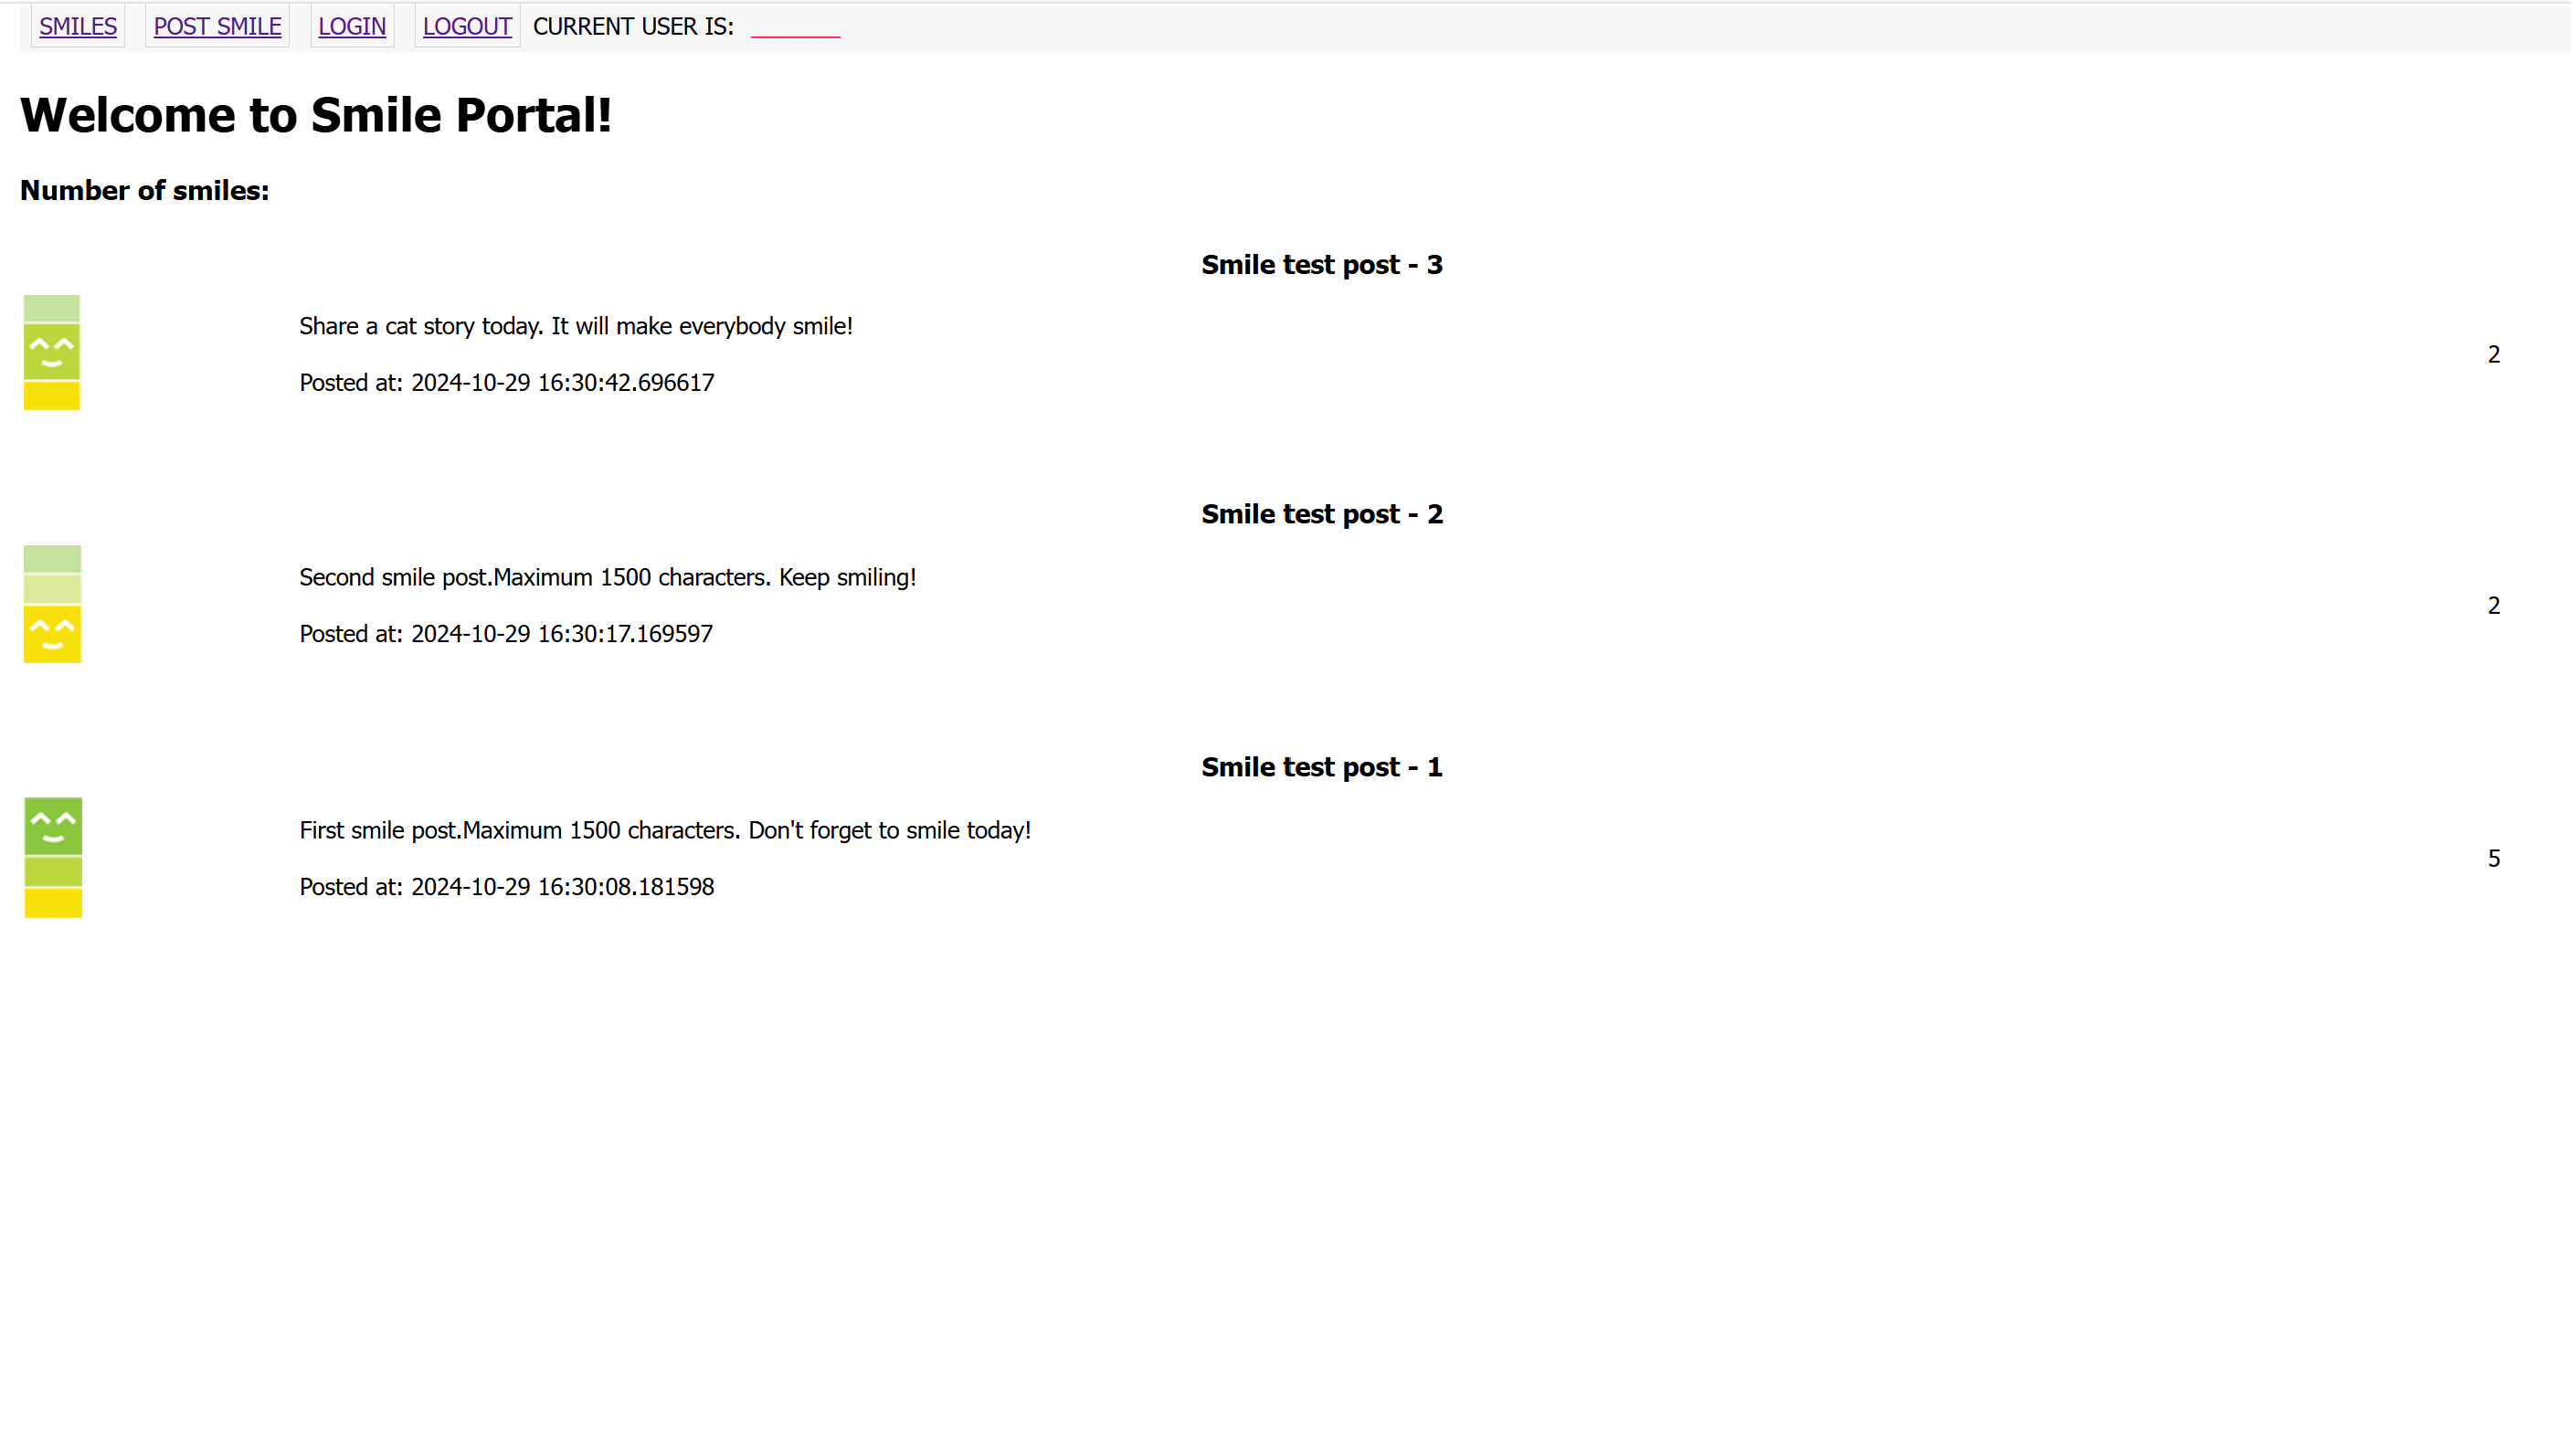 SMILES POST SMILE LOGIN LOGOUT CURRENT USER IS: ________
Welcome to Smile Portal!
Number of smiles:
Smile test post - 3
Share a cat story today. It will make everybody smile!
2
Posted at: 2024-10-29 16:30:42.696617
Smile test post - 2
Second smile post.Maximum 1500 characters. Keep smiling!
2
Posted at: 2024-10-29 16:30:17.169597
Smile test post - 1
First smile post.Maximum 1500 characters. Don't forget to smile today!
5
Posted at: 2024-10-29 16:30:08.181598